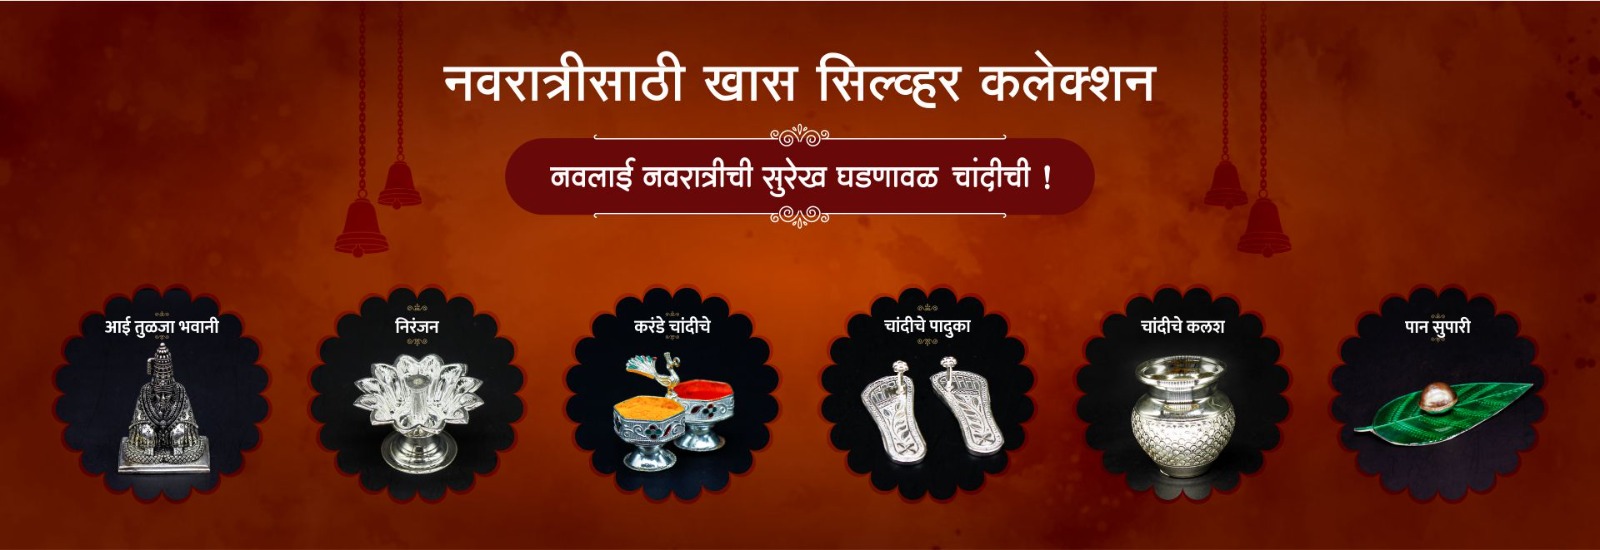 नवरात्रीसाठी खास सिल्व्हर कलेक्शन
नवलाई नवरात्रीची सुरेख घडणावळ चांदीची !
आई तुळजा भवानी
निरंजन
करंडे चांदीचे
चांदीचे पादुका
चांदीचे कलश
पान सुपारी